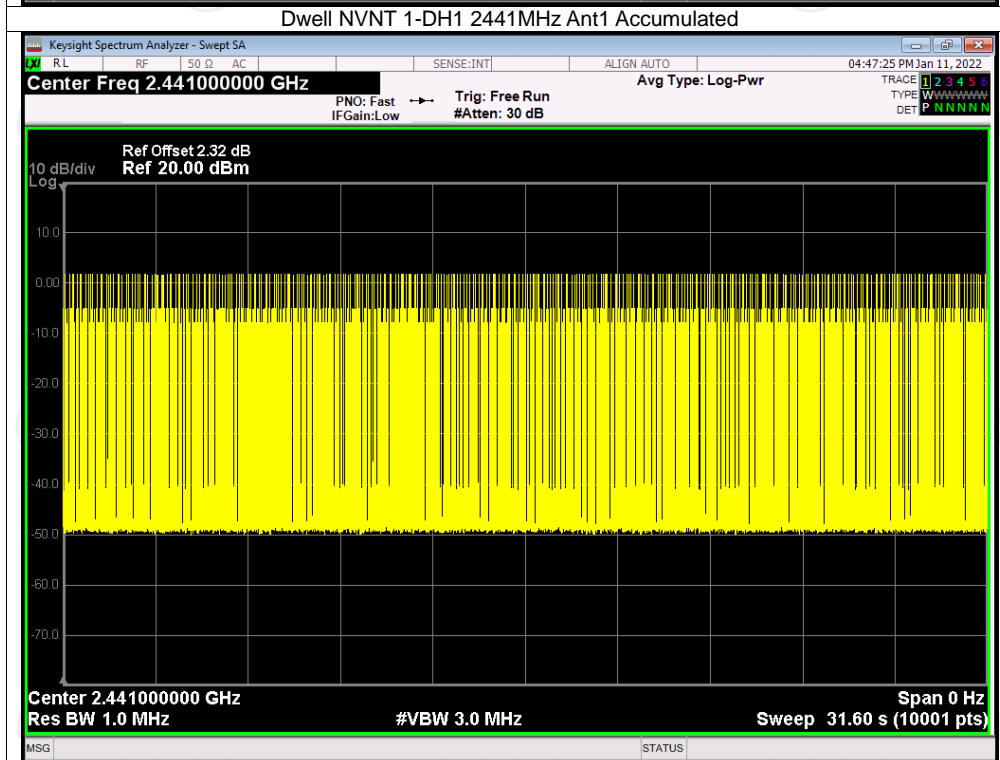 Dwell NVNT 1-DH1 2441MHz Ant1 Accumulated
Keysight Spectrum Analyzer - Swept SA
LXI RL RF 50 Ω AC SENSE:INT ALIGN AUTO 04:47:25 PM Jan 11, 2022
Center Freq 2.441000000 GHz Avg Type: Log-Pwr TRACE 1 2 3 4 5 6
PNO: Fast Trig: Free Run TYPE WWWWWW
IFGain:Low #Atten: 30 dB DET P N N N N N
Ref Offset 2.32 dB
10 dB/div Ref 20.00 dBm
Log
10.0
0.00
-10.0
-20.0
-30.0
-40.0
-50.0
-60.0
-70.0
Center 2.441000000 GHz Span 0 Hz
Res BW 1.0 MHz #VBW 3.0 MHz Sweep 31.60 s (10001 pts)
MSG STATUS